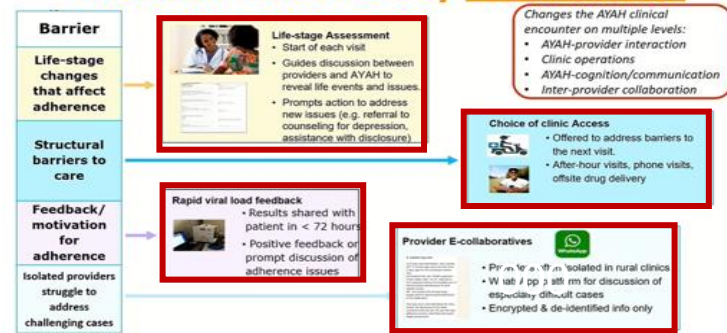 Barrier
Life-stage
changes
that affect
adherence
Structural
barriers to
care
Feedback/
motivation
for
adherence
Isolated providers
struggle to
address
challenging cases
Life-stage Assessment
• Start of each visit
• Guides discussion between
providers and AYAH to
reveal life events and issues.
• Prompts action to address
new issues (e.g. referral to
counseling for depression,
assistance with disclosure)
Changes the AYAH clinical
encounter on multiple levels:
• AYAH-provider interaction
• Clinic operations
• AYAH-cognition/communication
• Inter-provider collaboration
Choice of clinic Access
• Offered to address barriers to
the next visit.
• After-hour visits, phone visits,
offsite drug delivery
Rapid viral load feedback
• Results shared with
patient in < 72 hours
• Positive feedback or
prompt discussion of
adherence issues
Provider E-collaboratives
WhatsApp
• isolated in rural clinics
• for discussion of
especially difficult cases
• Encrypted & de-identified info only